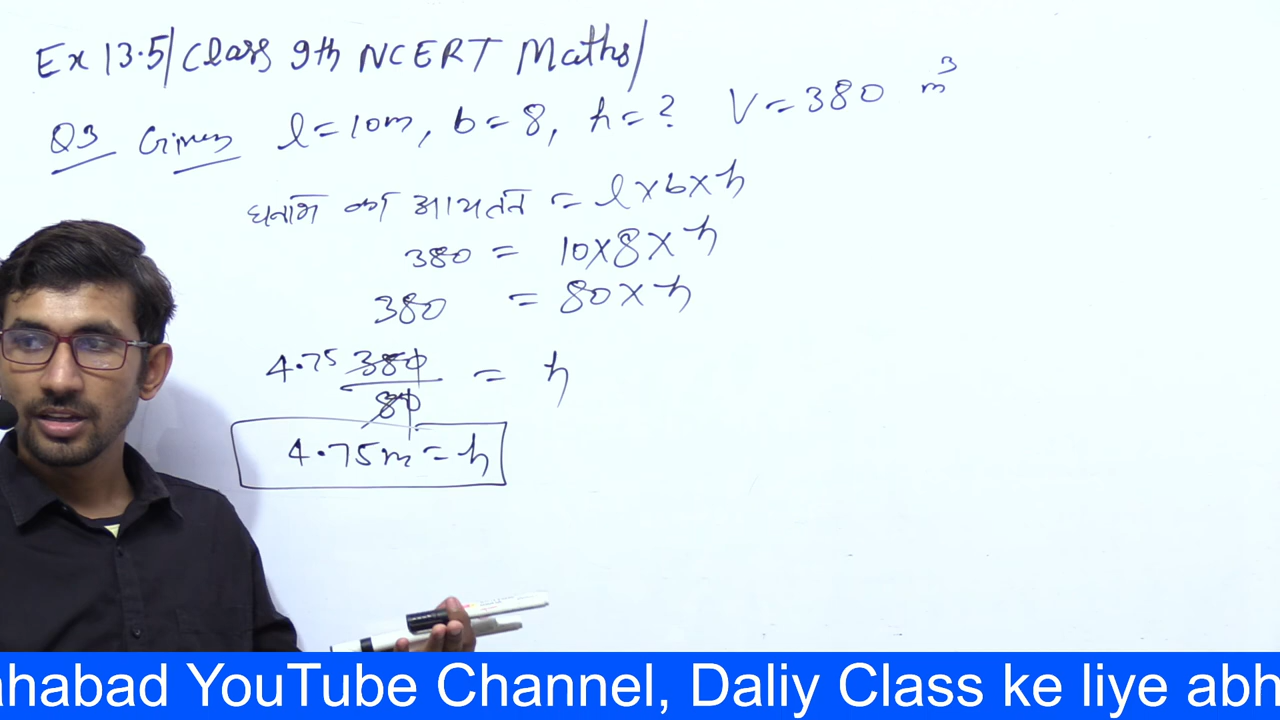 Ex 13.5/Class 9th NCERT Maths/
Q3 Given l=10m, b=8, h=? V=380 m³
घनाभ का आयतन = l×b×h
380 = 10×8×h
380 = 80×h
4.75 380/80 = h
4.75m=h
ahabad YouTube Channel, Daliy Class ke liye abh